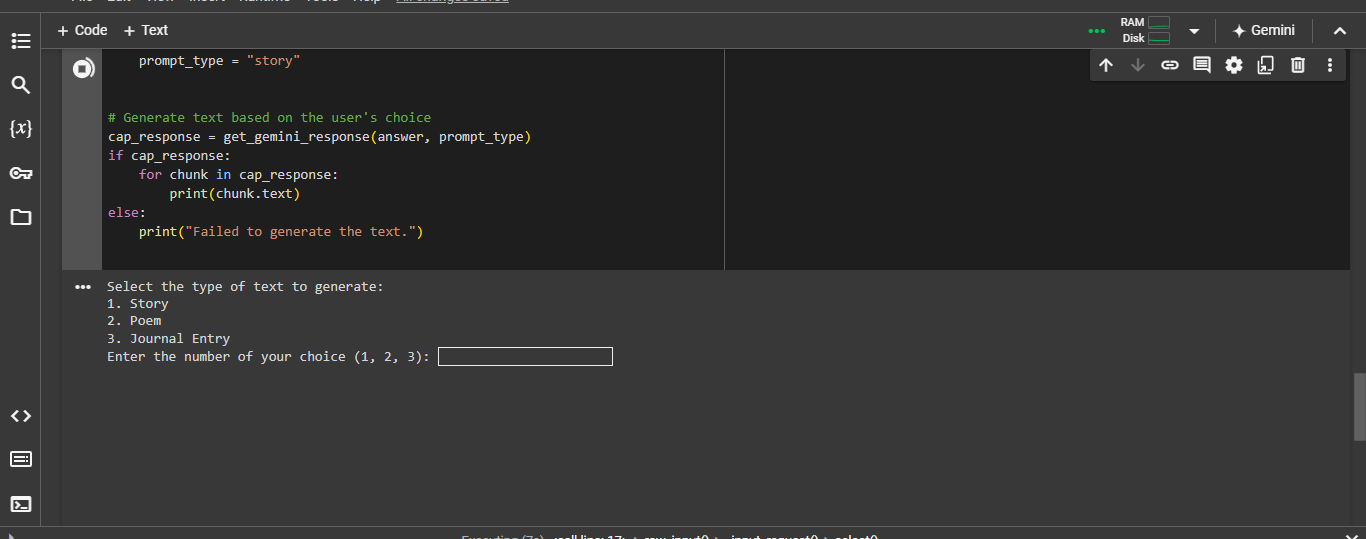 + Code + Text
RAM
Disk
Gemini
prompt_type = "story"
# Generate text based on the user's choice
cap_response = get_gemini_response(answer, prompt_type)
if cap_response:
    for chunk in cap_response:
        print(chunk.text)
else:
    print("Failed to generate the text.")
Select the type of text to generate:
1. Story
2. Poem
3. Journal Entry
Enter the number of your choice (1, 2, 3):